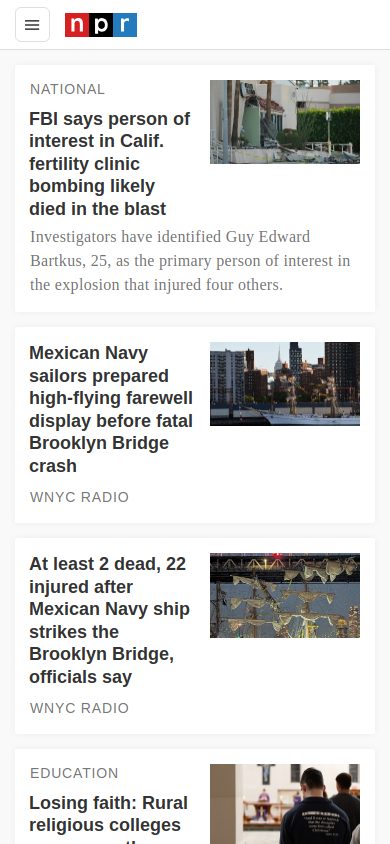 npr
NATIONAL
FBI says person of
interest in Calif.
fertility clinic
bombing likely
died in the blast
Investigators have identified Guy Edward
Bartkus, 25, as the primary person of interest in
the explosion that injured four others.
Mexican Navy
sailors prepared
high-flying farewell
display before fatal
Brooklyn Bridge
crash
WNYC RADIO
At least 2 dead, 22
injured after
Mexican Navy ship
strikes the
Brooklyn Bridge,
officials say
WNYC RADIO
EDUCATION
Losing faith: Rural
religious colleges